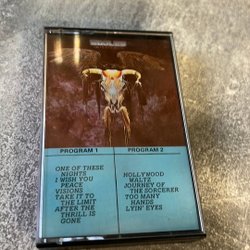 EAGLES
PROGRAM 1
ONE OF THESE
NIGHTS
I WISH YOU
PEACE
VISIONS
TAKE IT TO
THE LIMIT
AFTER THE
THRILL IS
GONE
PROGRAM 2
HOLLYWOOD
WALTZ
JOURNEY OF
THE SORCERER
TOO MANY
HANDS
LYIN' EYES